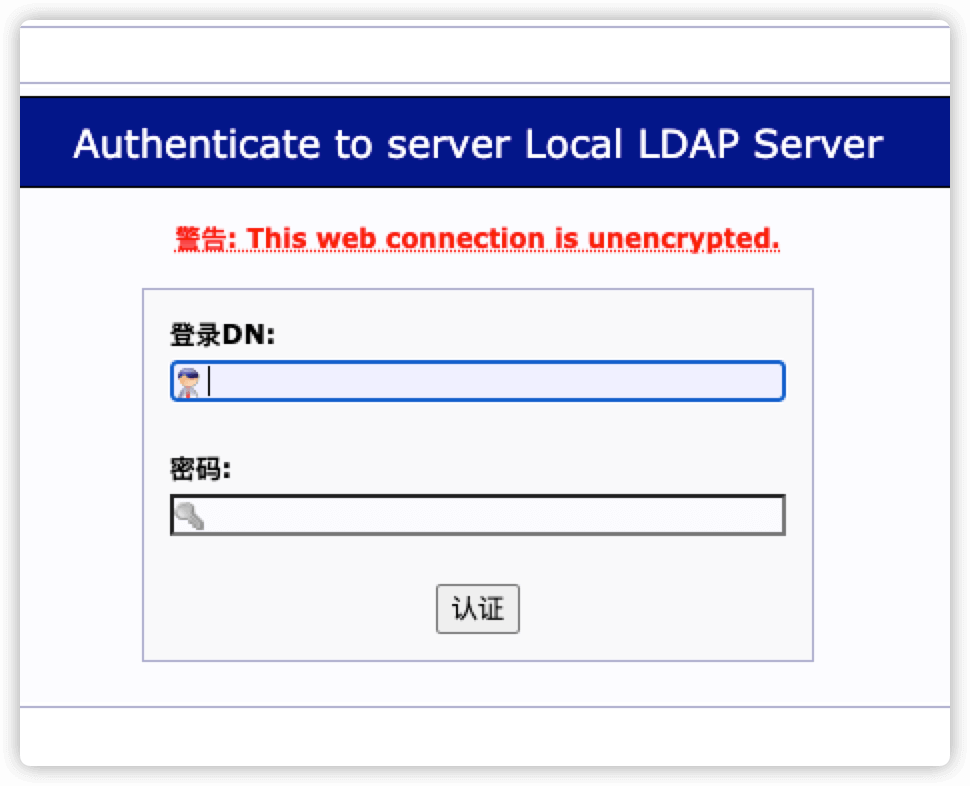 Authenticate to server Local LDAP Server
警告: This web connection is unencrypted.
登录DN:
密码:
认证